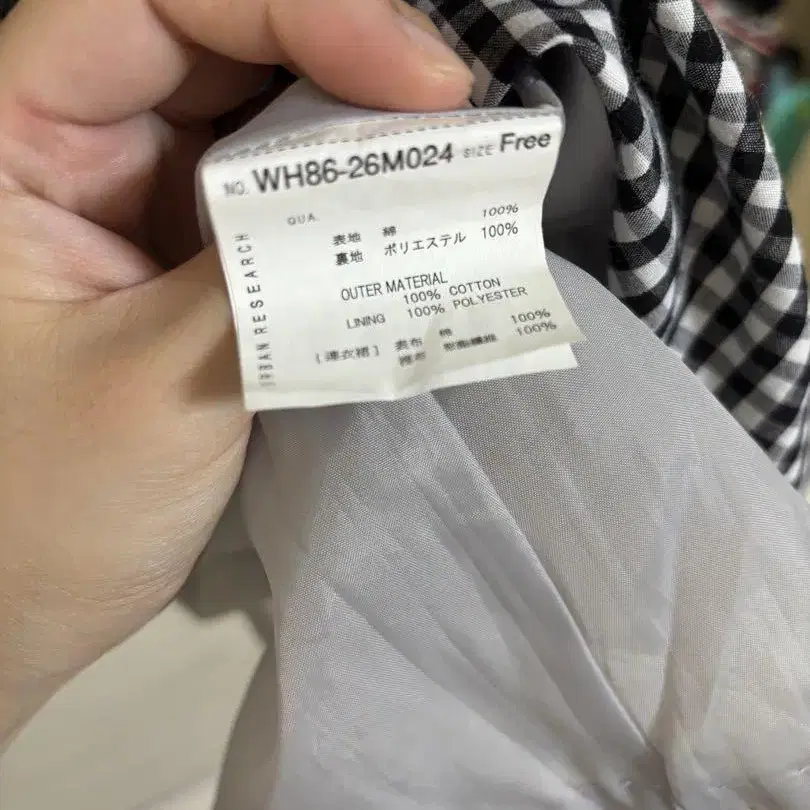 NO. WH86-26M024 SIZE Free
QUA.
表地 綿 100%
裏地 ポリエステル 100%
OUTER MATERIAL
100% COTTON
LINING 100% POLYESTER
[連衣裙] 表布 棉 100%
100%
URBAN RESEARCH